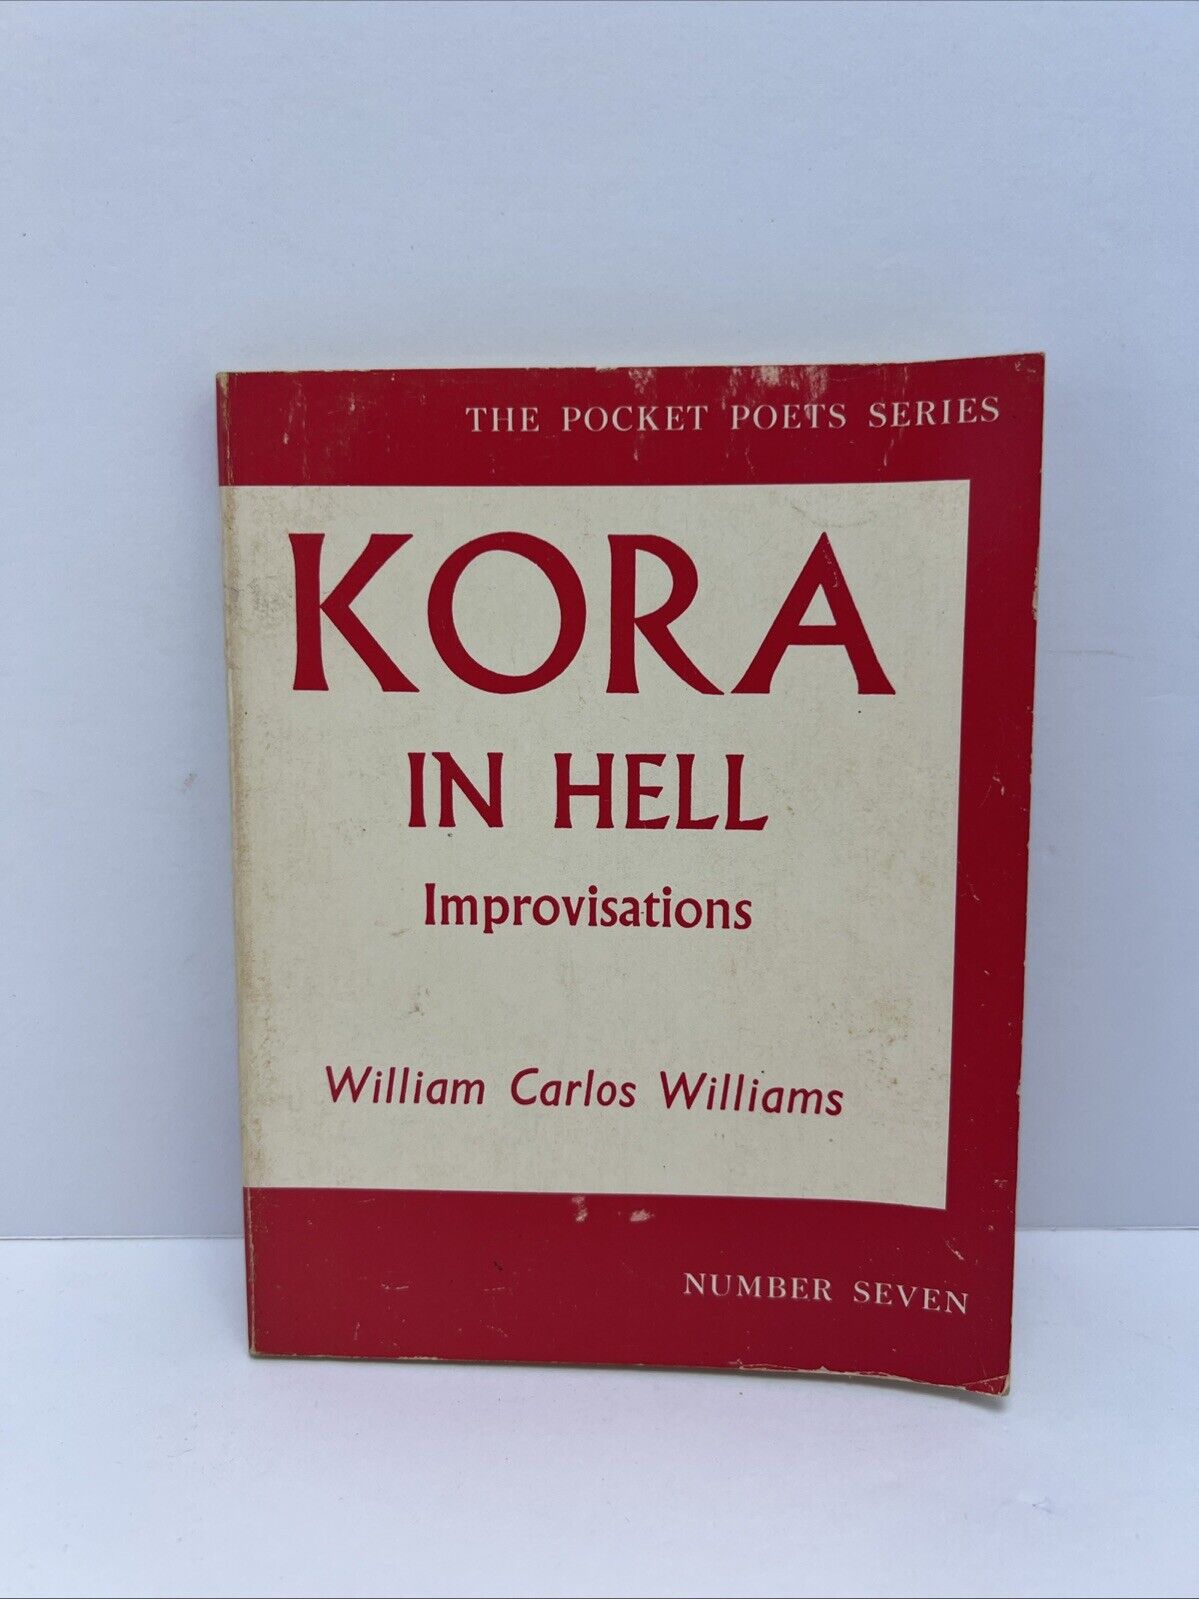 THE POCKET POETS SERIES
KORA
IN HELL
Improvisations
William Carlos Williams
NUMBER SEVEN